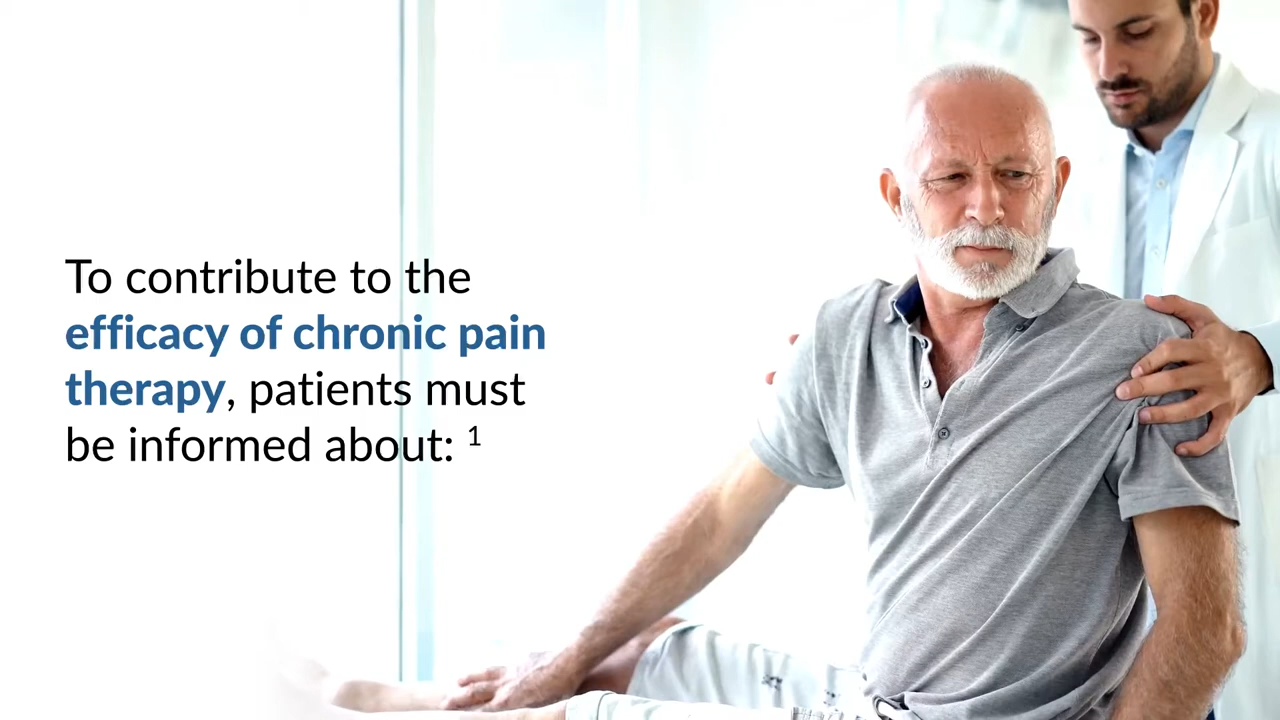 To contribute to the
efficacy of chronic pain
therapy, patients must
be informed about: 1